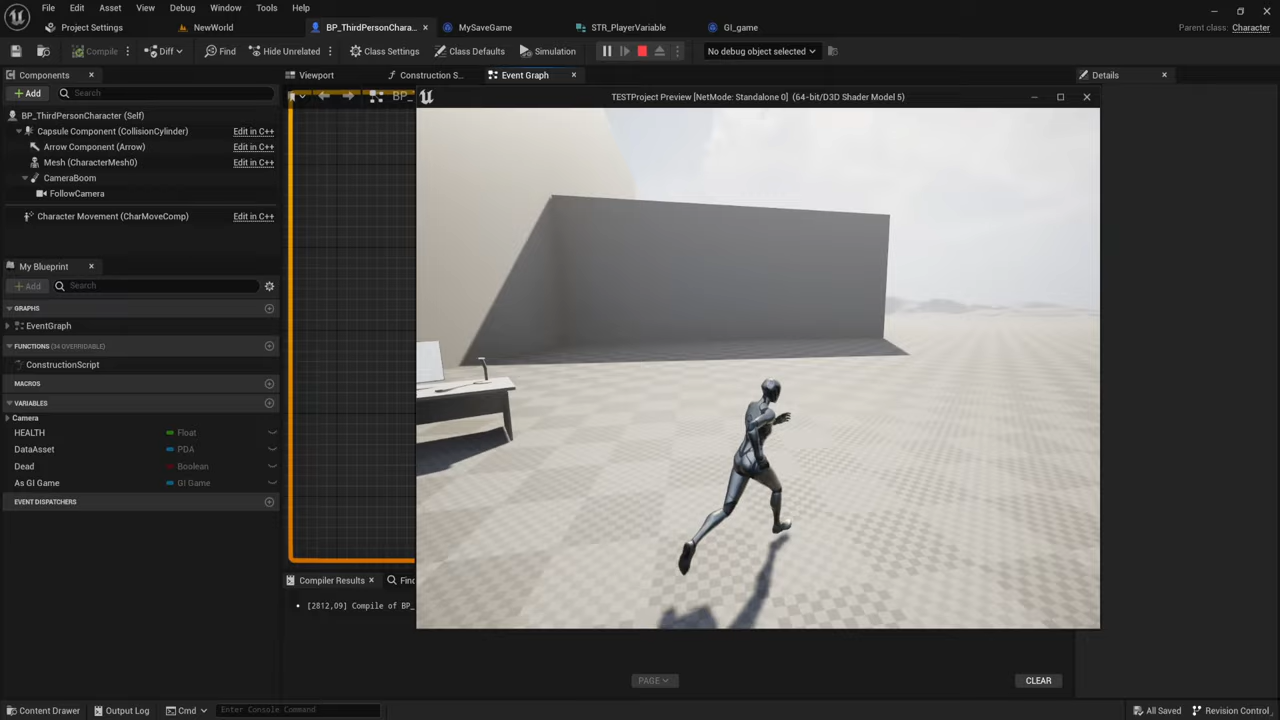 File Edit Asset View Debug Window Tools Help
Project Settings NewWorld BP_ThirdPersonChara... MySaveGame STR_PlayerVariable GI_game Parent class: Character
Compile Diff Find Hide Unrelated Class Settings Class Defaults Simulation No debug object selected
Components Viewport Construction S... Event Graph Details
Add Search BP_ TESTProject Preview [NetMode: Standalone 0] (64-bit/D3D Shader Model 5)
BP_ThirdPersonCharacter (Self)
Capsule Component (CollisionCylinder) Edit in C++
Arrow Component (Arrow) Edit in C++
Mesh (CharacterMesh0) Edit in C++
CameraBoom
FollowCamera
Character Movement (CharMoveComp) Edit in C++
My Blueprint
Add Search
GRAPHS
EventGraph
FUNCTIONS (34 OVERRIDABLE)
ConstructionScript
MACROS
VARIABLES
Camera
HEALTH Float
DataAsset PDA
Dead Boolean
As GI Game GI Game
EVENT DISPATCHERS
Compiler Results Fin
[2812,09] Compile of BP_
PAGE CLEAR
Content Drawer Output Log Cmd Enter Console Command All Saved Revision Control